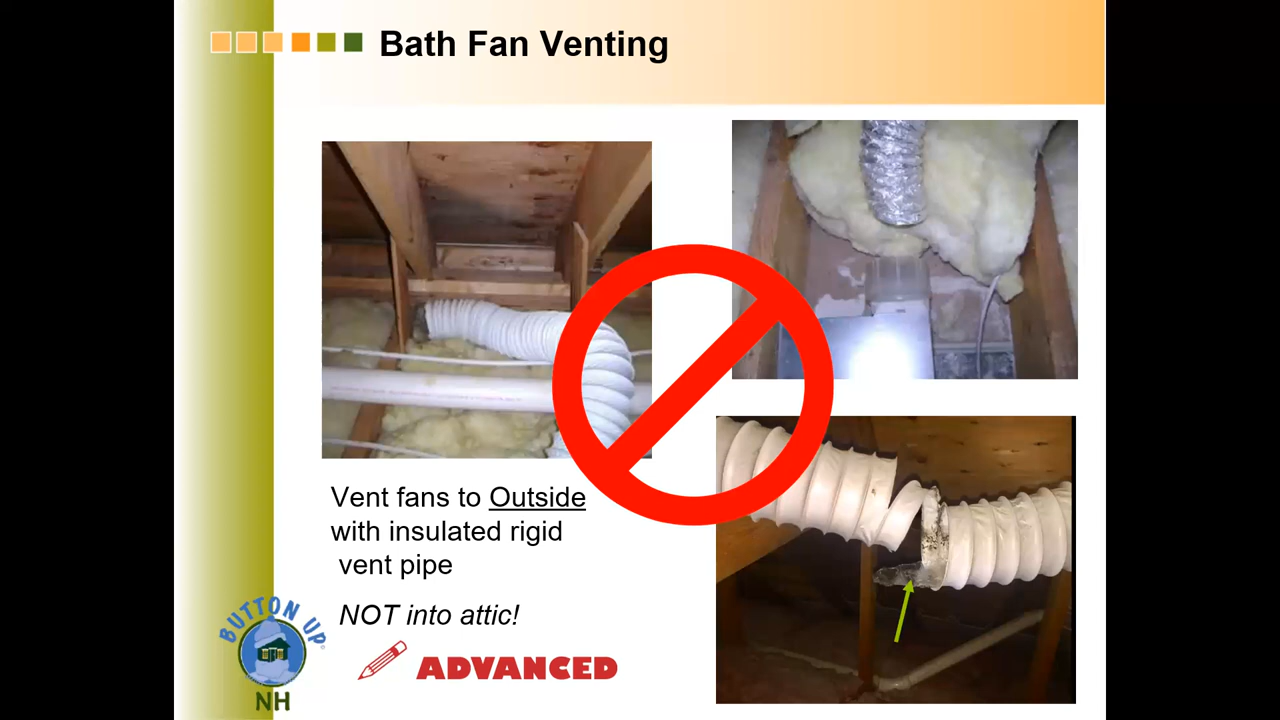 Bath Fan Venting
Vent fans to Outside
with insulated rigid
vent pipe
NOT into attic!
ADVANCED
BUTTON UP
NH